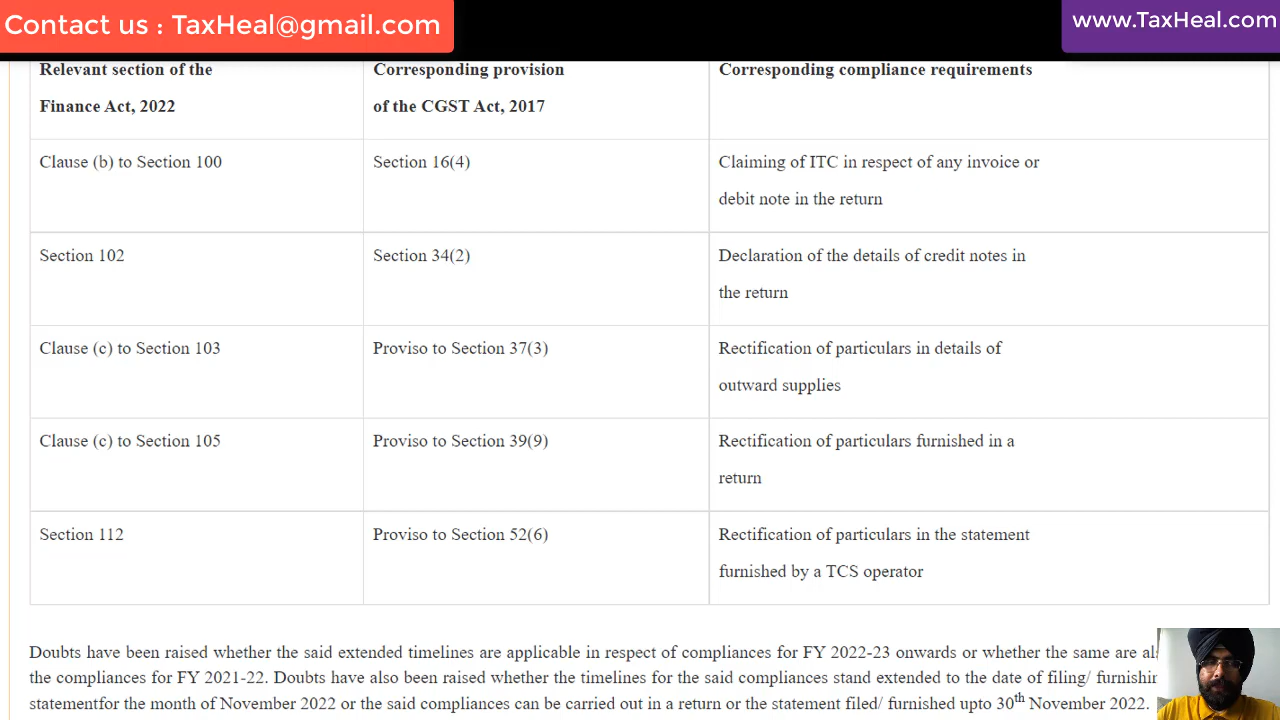 Contact us : TaxHeal@gmail.com
www.TaxHeal.com
Relevant section of the
Finance Act, 2022
Corresponding provision
of the CGST Act, 2017
Corresponding compliance requirements
Clause (b) to Section 100
Section 16(4)
Claiming of ITC in respect of any invoice or
debit note in the return
Section 102
Section 34(2)
Declaration of the details of credit notes in
the return
Clause (c) to Section 103
Proviso to Section 37(3)
Rectification of particulars in details of
outward supplies
Clause (c) to Section 105
Proviso to Section 39(9)
Rectification of particulars furnished in a
return
Section 112
Proviso to Section 52(6)
Rectification of particulars in the statement
furnished by a TCS operator
Doubts have been raised whether the said extended timelines are applicable in respect of compliances for FY 2022-23 onwards or whether the same are
the compliances for FY 2021-22. Doubts have also been raised whether the timelines for the said compliances stand extended to the date of filing/
statementfor the month of November 2022 or the said compliances can be carried out in a return or the statement filed/ furnished upto 30th November 2022.